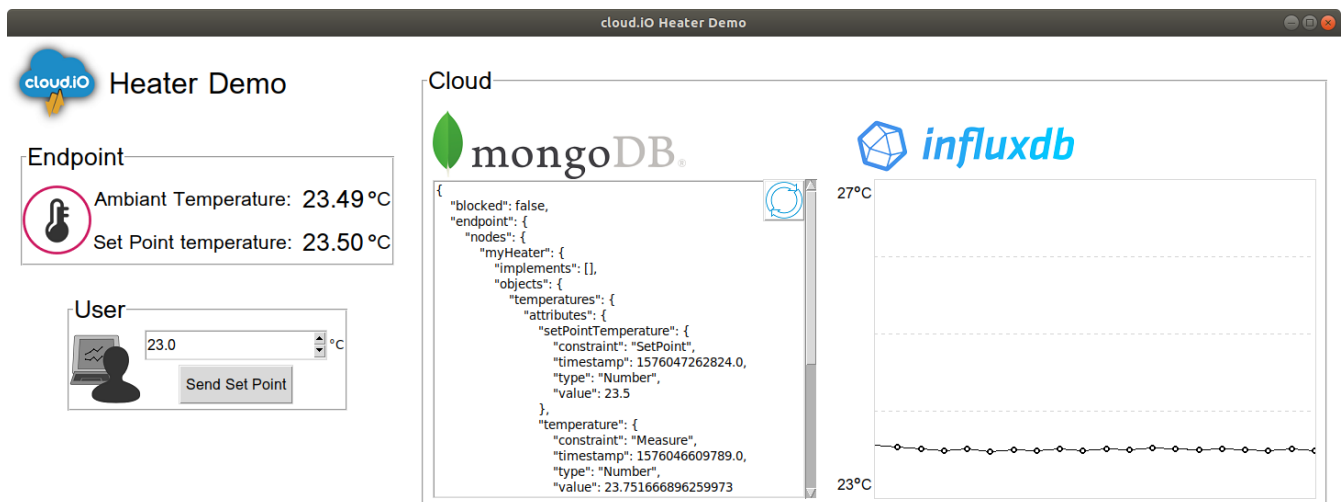 cloud.iO Heater Demo
cloud.iO
Heater Demo
Endpoint
Ambiant Temperature: 23.49 °C
Set Point temperature: 23.50 °C
User
23.0 °C
Send Set Point
Cloud
mongoDB®
{
"blocked": false,
"endpoint": {
"nodes": {
"myHeater": {
"implements": [],
"objects": {
"temperatures": {
"attributes": {
"setPointTemperature": {
"constraint": "SetPoint",
"timestamp": 1576047262824.0,
"type": "Number",
"value": 23.5
},
"temperature": {
"constraint": "Measure",
"timestamp": 1576046609789.0,
"type": "Number",
"value": 23.751666896259973
influxdb
27°C
23°C